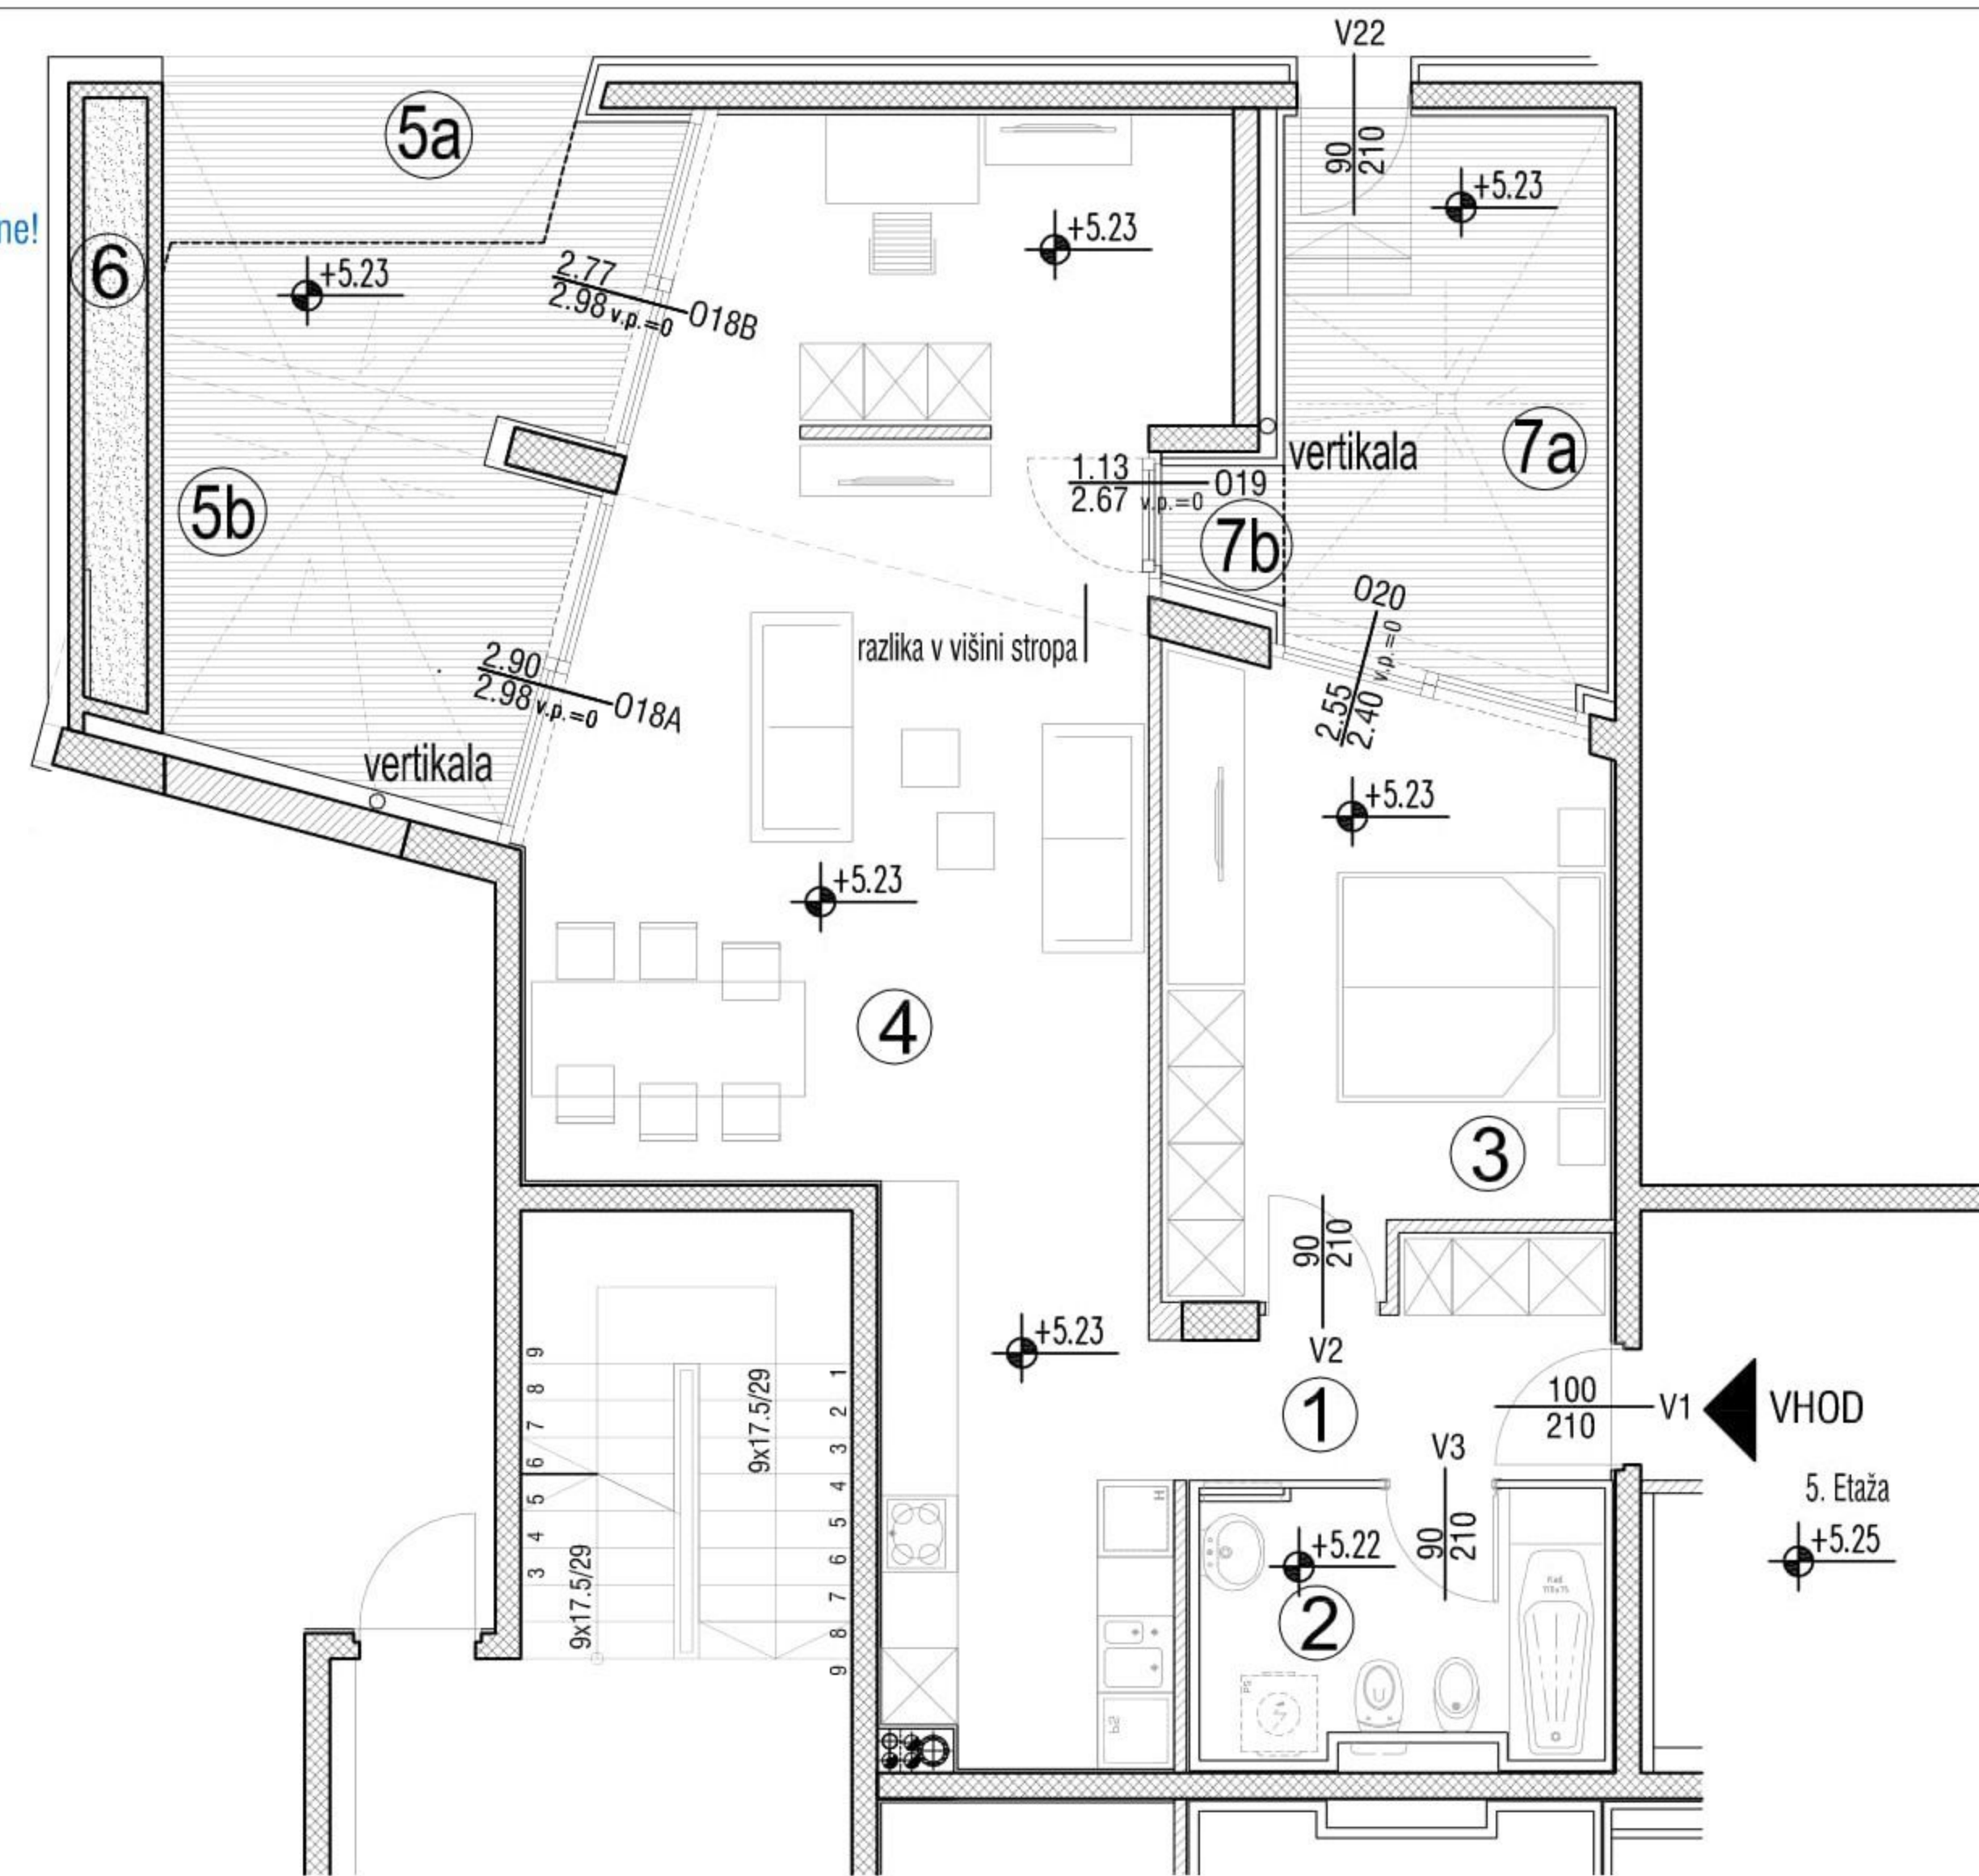 V22
5a
90
210
+5.23
ne!
6
+5.23
+5.23
2.77
2.98 v.p.=0
O18B
vertikala
7a
1.13
2.67 v.p.=0
O19
5b
7b
O20
2.55
2.40 v.p.=0
razlika v višini stropa
2.90
2.98 v.p.=0
O18A
vertikala
+5.23
+5.23
4
3
90
210
+5.23
V2
1
100
210
V1
VHOD
V3
5. Etaža
+5.25
90
210
+5.22
2
H
Kad
170x75
PS
b2
9
8
7
6
5
4
3
9x17.5/29
9x17.5/29
1
2
3
4
5
6
7
8
9